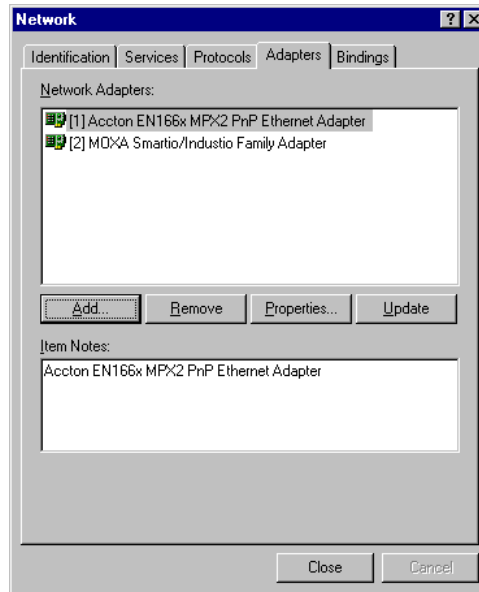 Network
Identification Services Protocols Adapters Bindings
Network Adapters:
[1] Accton EN166x MPX2 PnP Ethernet Adapter
[2] MOXA Smartio/Industio Family Adapter
Add... Remove Properties... Update
Item Notes:
Accton EN166x MPX2 PnP Ethernet Adapter
Close Cancel